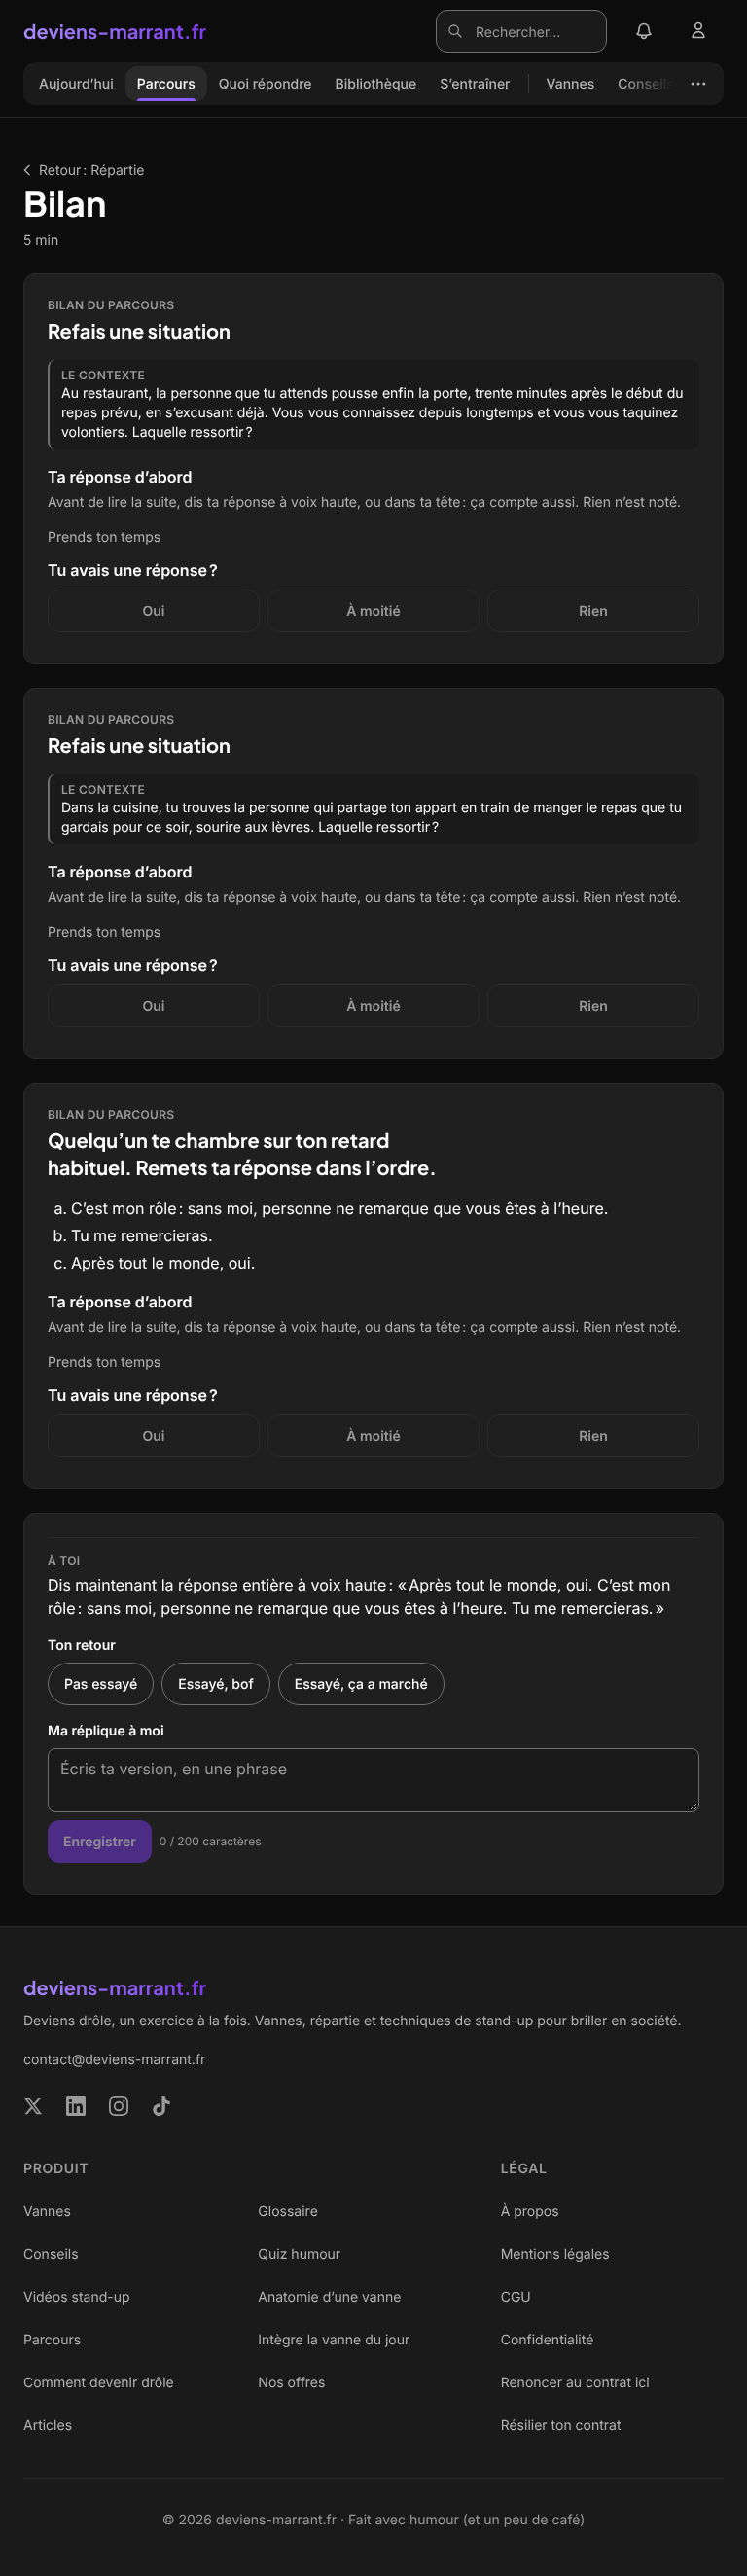 deviens-marrant.fr
Rechercher...
Aujourd’hui
Parcours
Quoi répondre
Bibliothèque
S’entraîner
Vannes
Conseils
Retour : Répartie
Bilan
5 min
BILAN DU PARCOURS
Refais une situation
LE CONTEXTE
Au restaurant, la personne que tu attends pousse enfin la porte, trente minutes après le début du
repas prévu, en s’excusant déjà. Vous vous connaissez depuis longtemps et vous vous taquinez
volontiers. Laquelle ressortir ?
Ta réponse d’abord
Avant de lire la suite, dis ta réponse à voix haute, ou dans ta tête : ça compte aussi. Rien n’est noté.
Prends ton temps
Tu avais une réponse ?
Oui
À moitié
Rien
BILAN DU PARCOURS
Refais une situation
LE CONTEXTE
Dans la cuisine, tu trouves la personne qui partage ton appart en train de manger le repas que tu
gardais pour ce soir, sourire aux lèvres. Laquelle ressortir ?
Ta réponse d’abord
Avant de lire la suite, dis ta réponse à voix haute, ou dans ta tête : ça compte aussi. Rien n’est noté.
Prends ton temps
Tu avais une réponse ?
Oui
À moitié
Rien
BILAN DU PARCOURS
Quelqu’un te chambre sur ton retard
habituel. Remets ta réponse dans l’ordre.
a. C’est mon rôle : sans moi, personne ne remarque que vous êtes à l’heure.
b. Tu me remercieras.
c. Après tout le monde, oui.
Ta réponse d’abord
Avant de lire la suite, dis ta réponse à voix haute, ou dans ta tête : ça compte aussi. Rien n’est noté.
Prends ton temps
Tu avais une réponse ?
Oui
À moitié
Rien
À TOI
Dis maintenant la réponse entière à voix haute : « Après tout le monde, oui. C’est mon
rôle : sans moi, personne ne remarque que vous êtes à l’heure. Tu me remercieras. »
Ton retour
Pas essayé
Essayé, bof
Essayé, ça a marché
Ma réplique à moi
Écris ta version, en une phrase
Enregistrer
0 / 200 caractères
deviens-marrant.fr
Deviens drôle, un exercice à la fois. Vannes, répartie et techniques de stand-up pour briller en société.
contact@deviens-marrant.fr
PRODUIT
Vannes
Conseils
Vidéos stand-up
Parcours
Comment devenir drôle
Articles
Glossaire
Quiz humour
Anatomie d’une vanne
Intègre la vanne du jour
Nos offres
LÉGAL
À propos
Mentions légales
CGU
Confidentialité
Renoncer au contrat ici
Résilier ton contrat
© 2026 deviens-marrant.fr · Fait avec humour (et un peu de café)